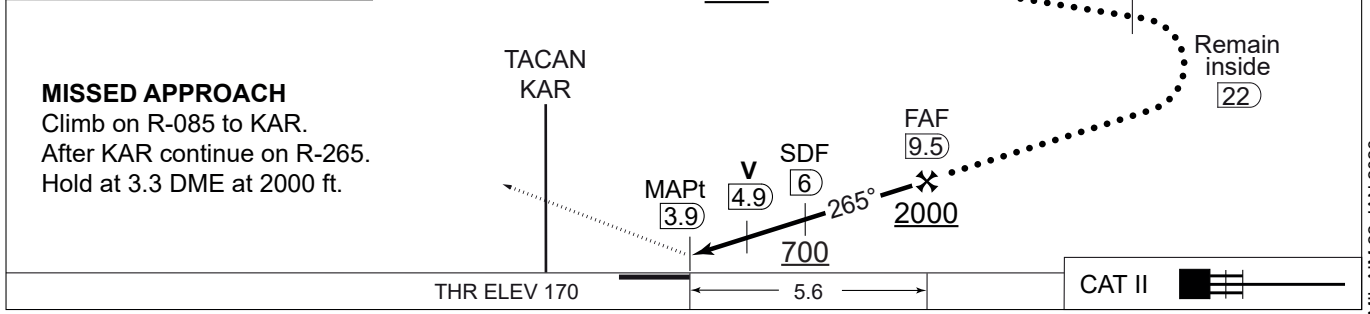 MISSED APPROACH
Climb on R-085 to KAR.
After KAR continue on R-265.
Hold at 3.3 DME at 2000 ft.
TACAN
KAR
MAPt
3.9
V
4.9
SDF
6
FAF
9.5
Remain
inside
22
265°
2000
700
THR ELEV 170
5.6
CAT II